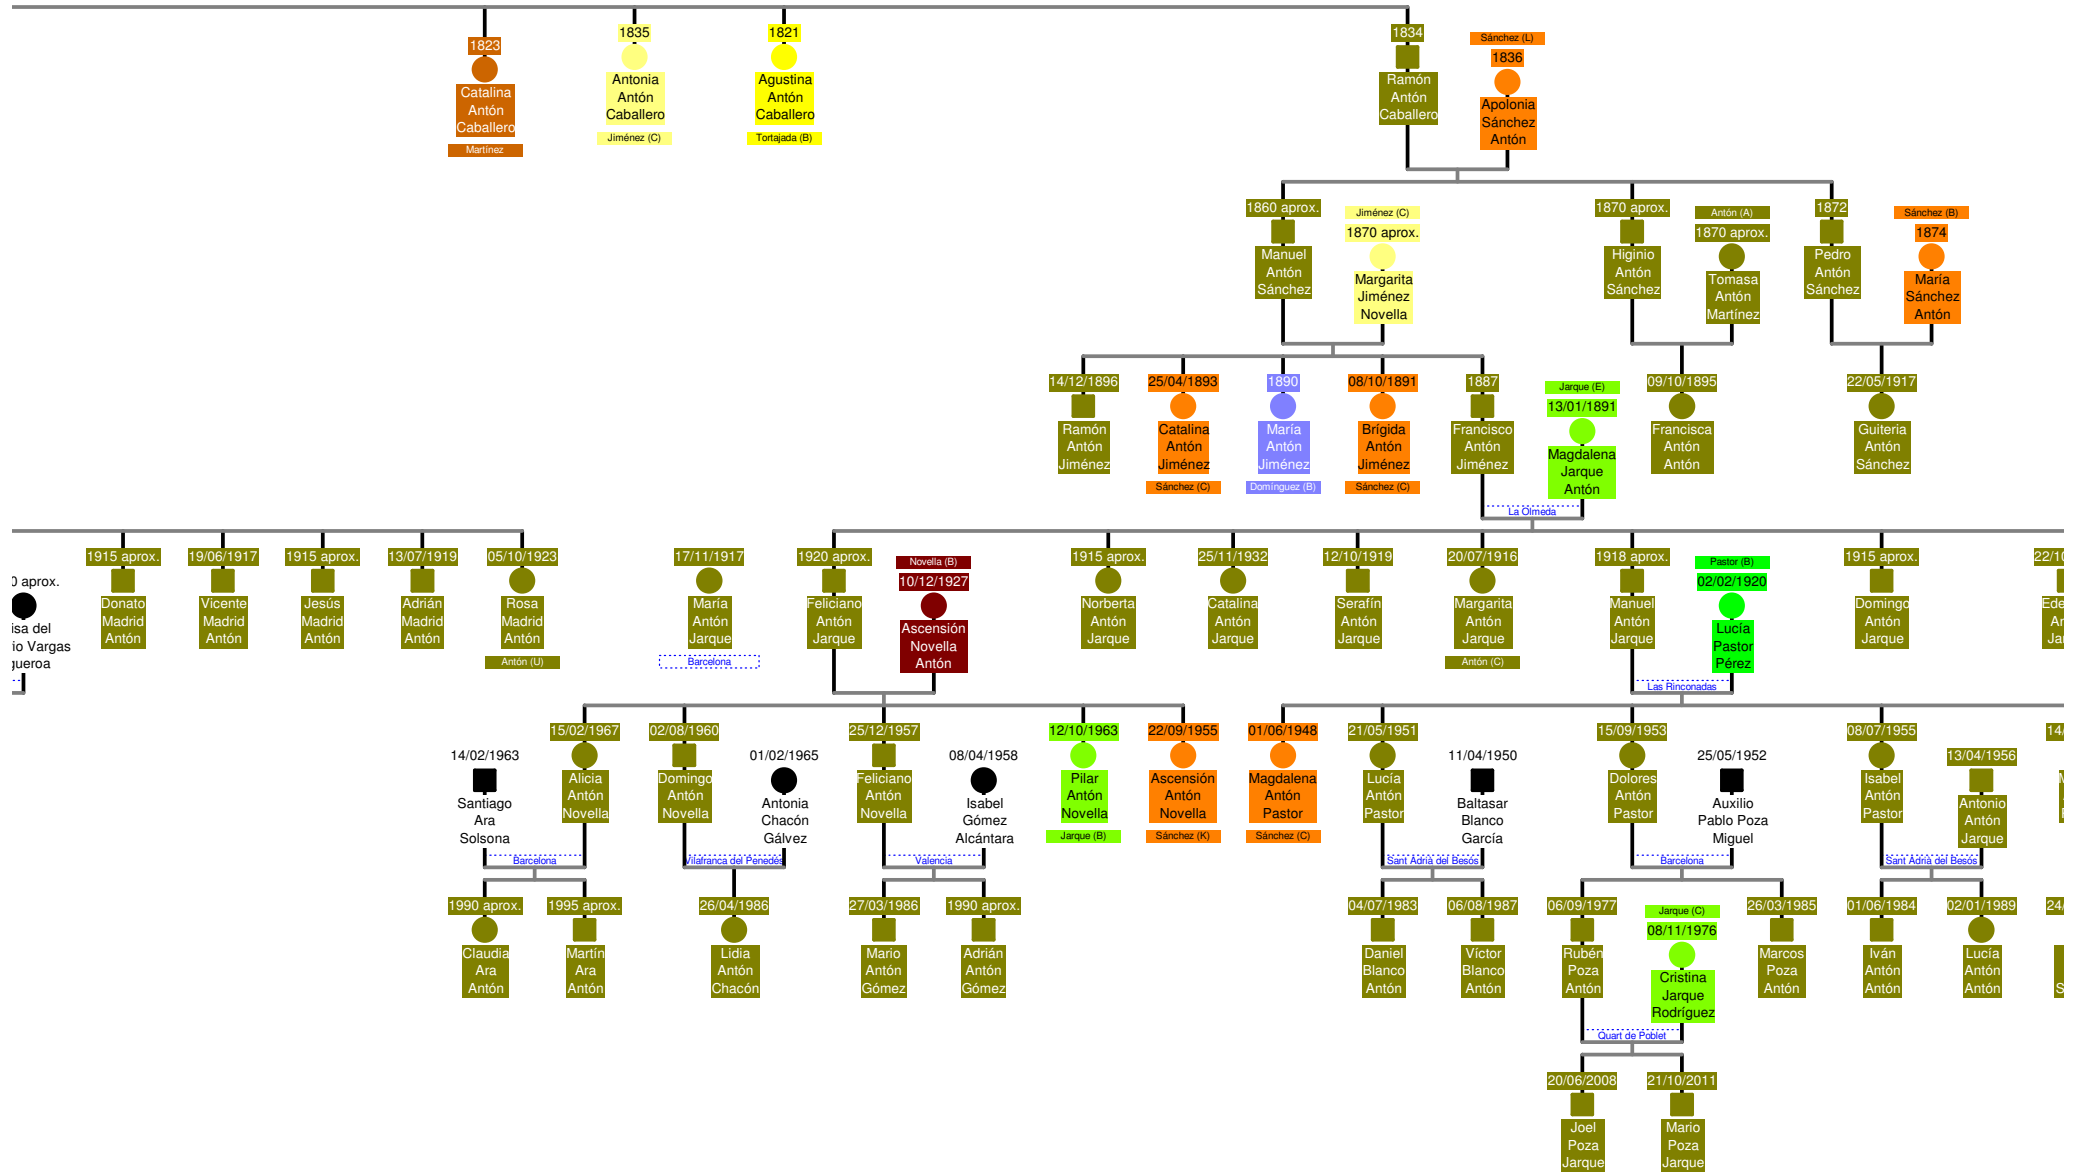 1823
Catalina
Antón
Caballero
Martínez
1835
Antonia
Antón
Caballero
Jiménez (C)
1821
Agustina
Antón
Caballero
Tortajada (B)
1834
Ramón
Antón
Caballero
Sánchez (L)
1836
Apolonia
Sánchez
Antón
1860 aprox.
Manuel
Antón
Sánchez
Jiménez (C)
1870 aprox.
Margarita
Jiménez
Novella
1870 aprox.
Higinio
Antón
Sánchez
Antón (A)
1870 aprox.
Tomasa
Antón
Martínez
1872
Pedro
Antón
Sánchez
Sánchez (B)
1874
María
Sánchez
Antón
14/12/1896
Ramón
Antón
Jiménez
25/04/1893
Catalina
Antón
Jiménez
Sánchez (C)
1890
María
Antón
Jiménez
Domínguez (B)
08/10/1891
Brígida
Antón
Jiménez
Sánchez (C)
1887
Francisco
Antón
Jiménez
Jarque (E)
13/01/1891
Magdalena
Jarque
Antón
La Olmeda
09/10/1895
Francisca
Antón
Antón
22/05/1917
Guiteria
Antón
Sánchez
0 aprox.
isa del
io Vargas
gueroa
1915 aprox.
Donato
Madrid
Antón
19/06/1917
Vicente
Madrid
Antón
1915 aprox.
Jesús
Madrid
Antón
13/07/1919
Adrián
Madrid
Antón
05/10/1923
Rosa
Madrid
Antón
Antón (U)
17/11/1917
María
Antón
Jarque
Barcelona
1920 aprox.
Feliciano
Antón
Jarque
Novella (B)
10/12/1927
Ascensión
Novella
Antón
1915 aprox.
Norberta
Antón
Jarque
25/11/1932
Catalina
Antón
Jarque
12/10/1919
Serafín
Antón
Jarque
20/07/1916
Margarita
Antón
Jarque
Antón (C)
1918 aprox.
Manuel
Antón
Jarque
Pastor (B)
02/02/1920
Lucía
Pastor
Pérez
Las Rinconadas
1915 aprox.
Domingo
Antón
Jarque
22/10
Ede
An
Jar
14/02/1963
Santiago
Ara
Solsona
15/02/1967
Alicia
Antón
Novella
Barcelona
02/08/1960
Domingo
Antón
Novella
01/02/1965
Antonia
Chacón
Gálvez
Vilafranca del Penedés
25/12/1957
Feliciano
Antón
Novella
08/04/1958
Isabel
Gómez
Alcántara
Valencia
12/10/1963
Pilar
Antón
Novella
Jarque (B)
22/09/1955
Ascensión
Antón
Novella
Sánchez (K)
01/06/1948
Magdalena
Antón
Pastor
Sánchez (C)
21/05/1951
Lucía
Antón
Pastor
11/04/1950
Baltasar
Blanco
García
Sant Adrià del Besós
15/09/1953
Dolores
Antón
Pastor
25/05/1952
Auxilio
Pablo Poza
Miguel
Barcelona
08/07/1955
Isabel
Antón
Pastor
13/04/1956
Antonio
Antón
Jarque
Sant Adrià del Besós
14/
1990 aprox.
Claudia
Ara
Antón
1995 aprox.
Martín
Ara
Antón
26/04/1986
Lidia
Antón
Chacón
27/03/1986
Mario
Antón
Gómez
1990 aprox.
Adrián
Antón
Gómez
04/07/1983
Daniel
Blanco
Antón
06/08/1987
Víctor
Blanco
Antón
06/09/1977
Rubén
Poza
Antón
Jarque (C)
08/11/1976
Cristina
Jarque
Rodríguez
Quart de Poblet
26/03/1985
Marcos
Poza
Antón
01/06/1984
Iván
Antón
Antón
02/01/1989
Lucía
Antón
Antón
24/
S
20/06/2008
Joel
Poza
Jarque
21/10/2011
Mario
Poza
Jarque